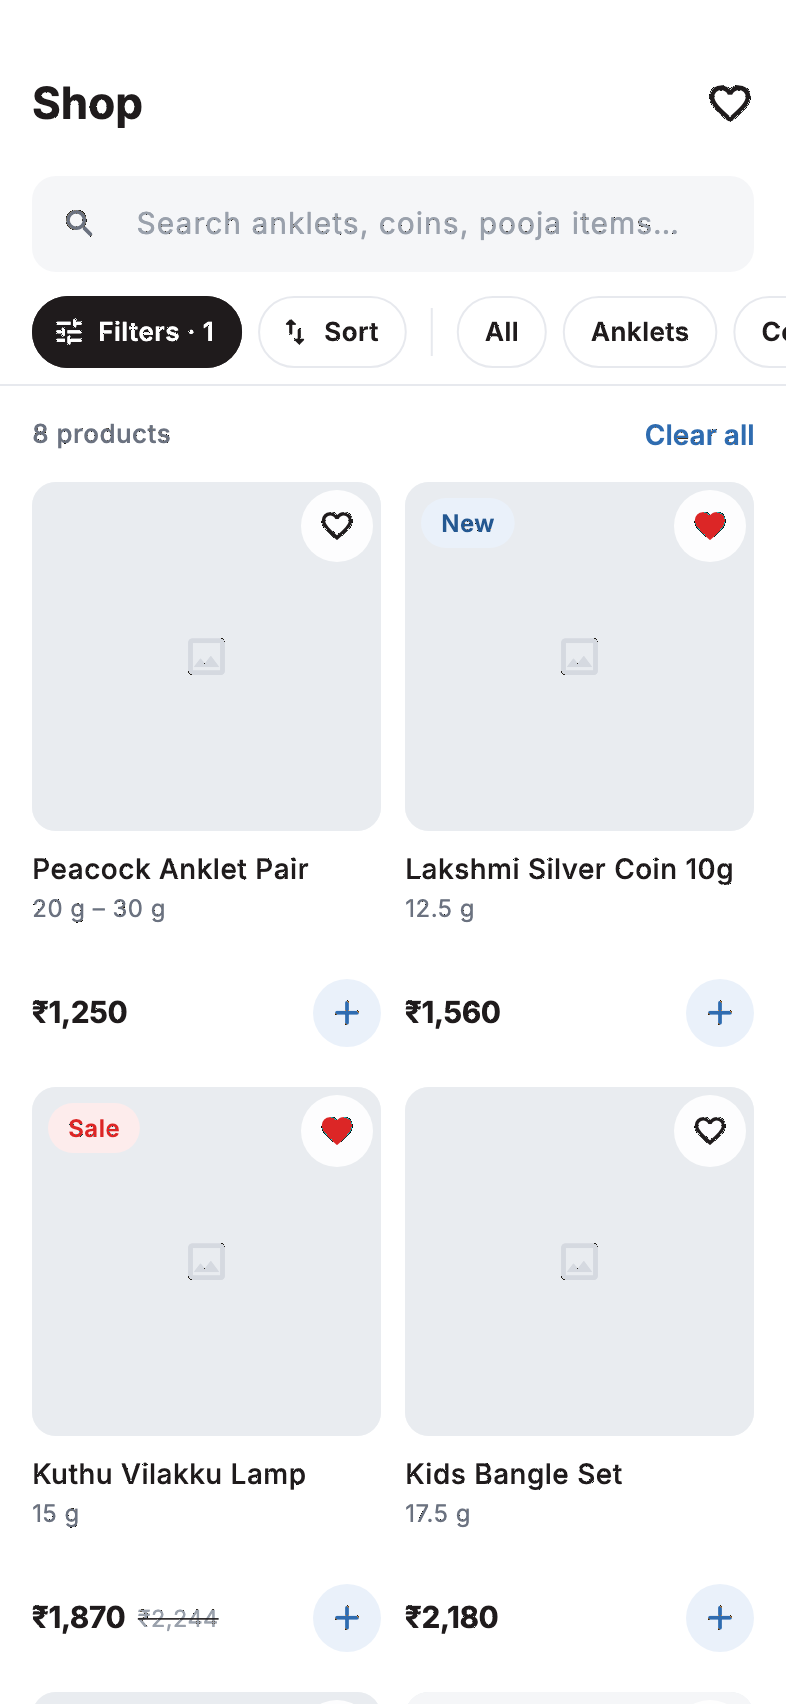 Shop
Search anklets, coins, pooja items...
Filters · 1
Sort
All
Anklets
8 products
Clear all
New
Peacock Anklet Pair
20 g – 30 g
Lakshmi Silver Coin 10g
12.5 g
₹1,250
₹1,560
Sale
Kuthu Vilakku Lamp
15 g
Kids Bangle Set
17.5 g
₹1,870 ₹2,244
₹2,180